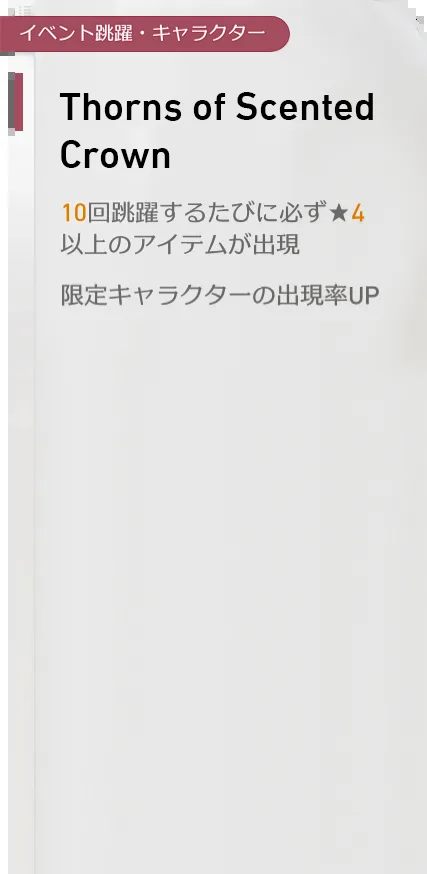 イベント跳躍・キャラクター
Thorns of Scented
Crown
10回跳躍するたびに必ず★4
以上のアイテムが出現
限定キャラクターの出現率UP